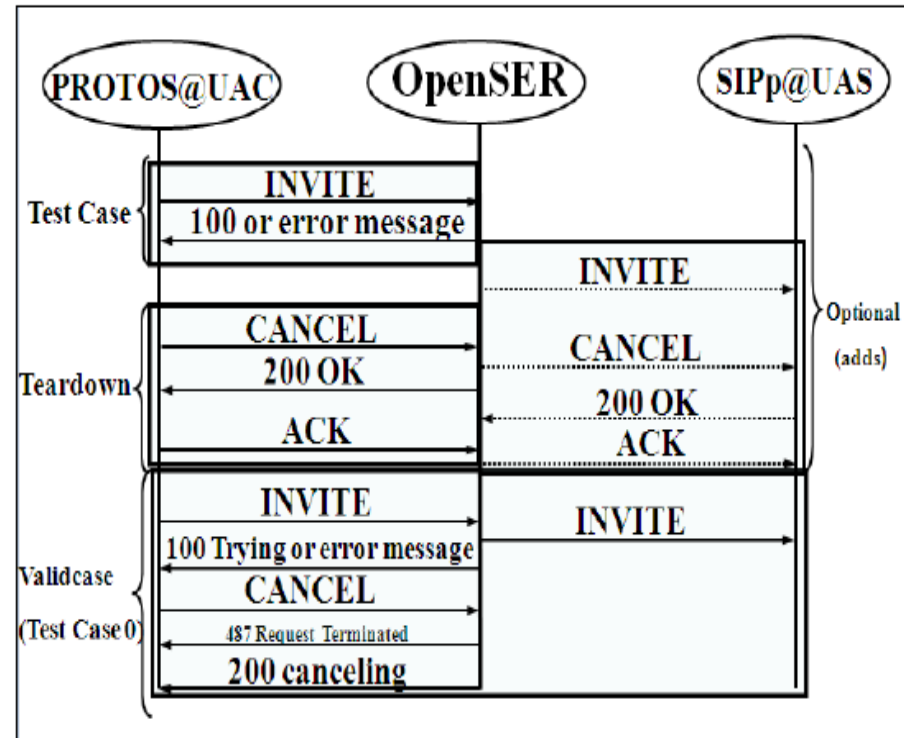 PROTOS@UAC
OpenSER
SIPp@UAS
Test Case
INVITE
100 or error message
INVITE
Optional
(adds)
Teardown
CANCEL
CANCEL
200 OK
200 OK
ACK
ACK
Validcase
(Test Case 0)
INVITE
INVITE
100 Trying or error message
CANCEL
487 Request Terminated
200 canceling